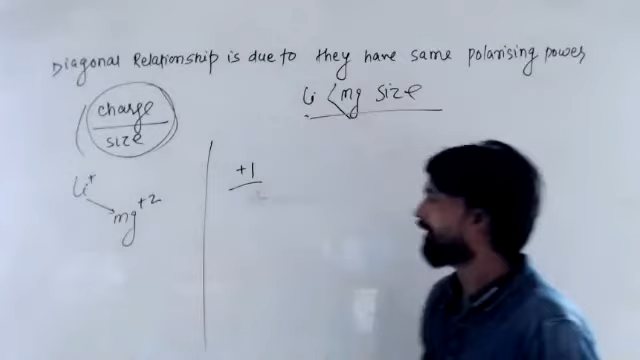 Diagonal Relationship is due to they have same polarising power
Li < mg size
charge
size
Li+
mg+2
+1